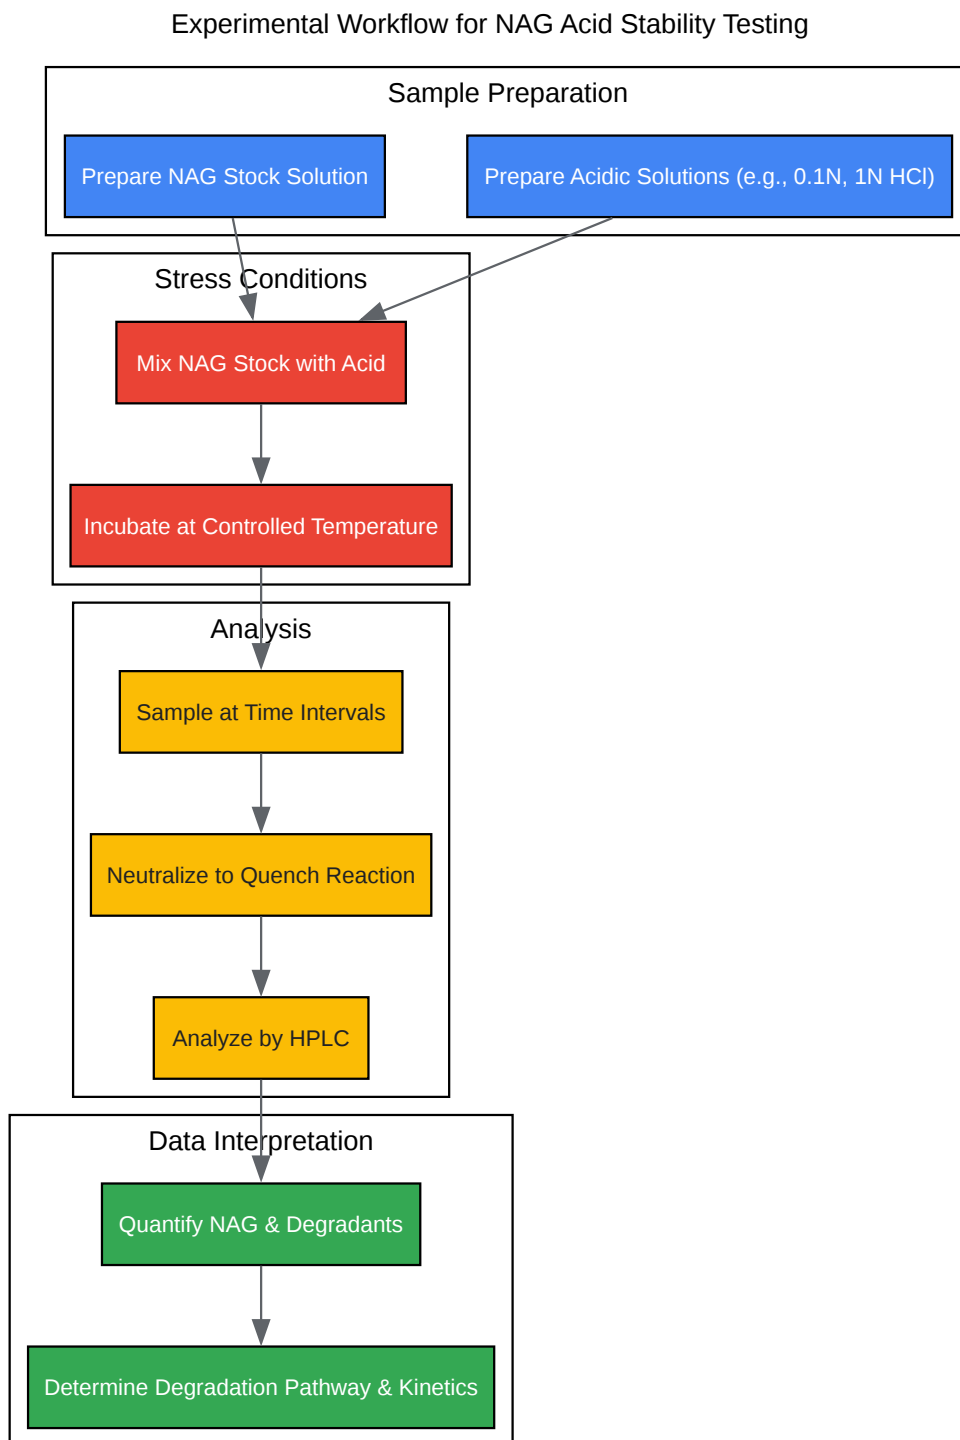 Experimental Workflow for NAG Acid Stability Testing
Sample Preparation
Prepare NAG Stock Solution
Prepare Acidic Solutions (e.g., 0.1N, 1N HCl)
Stress Conditions
Mix NAG Stock with Acid
Incubate at Controlled Temperature
Analysis
Sample at Time Intervals
Neutralize to Quench Reaction
Analyze by HPLC
Data Interpretation
Quantify NAG & Degradants
Determine Degradation Pathway & Kinetics